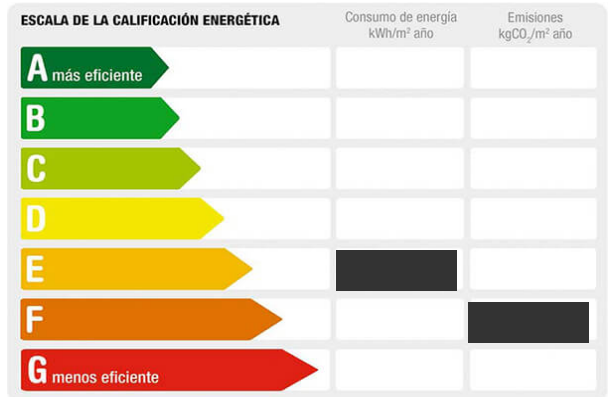 ESCALA DE LA CALIFICACIÓN ENERGÉTICA
Consumo de energía
kWh/m² año
Emisiones
kgCO₂/m² año
A más eficiente
B
C
D
E
F
G menos eficiente